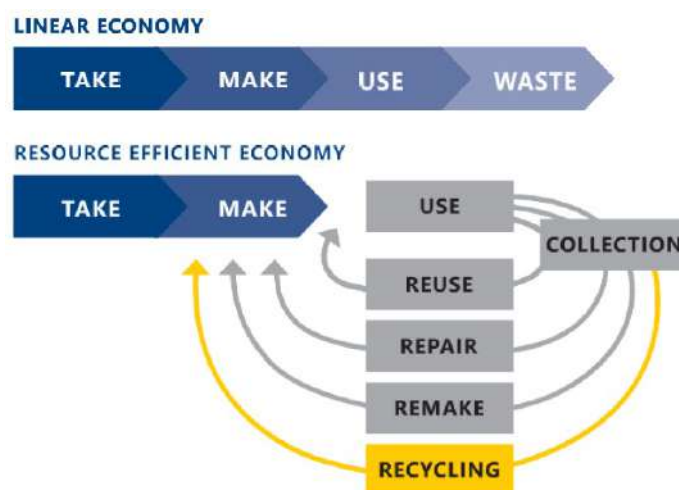 LINEAR ECONOMY
TAKE MAKE USE WASTE
RESOURCE EFFICIENT ECONOMY
TAKE MAKE USE
COLLECTION
REUSE
REPAIR
REMAKE
RECYCLING